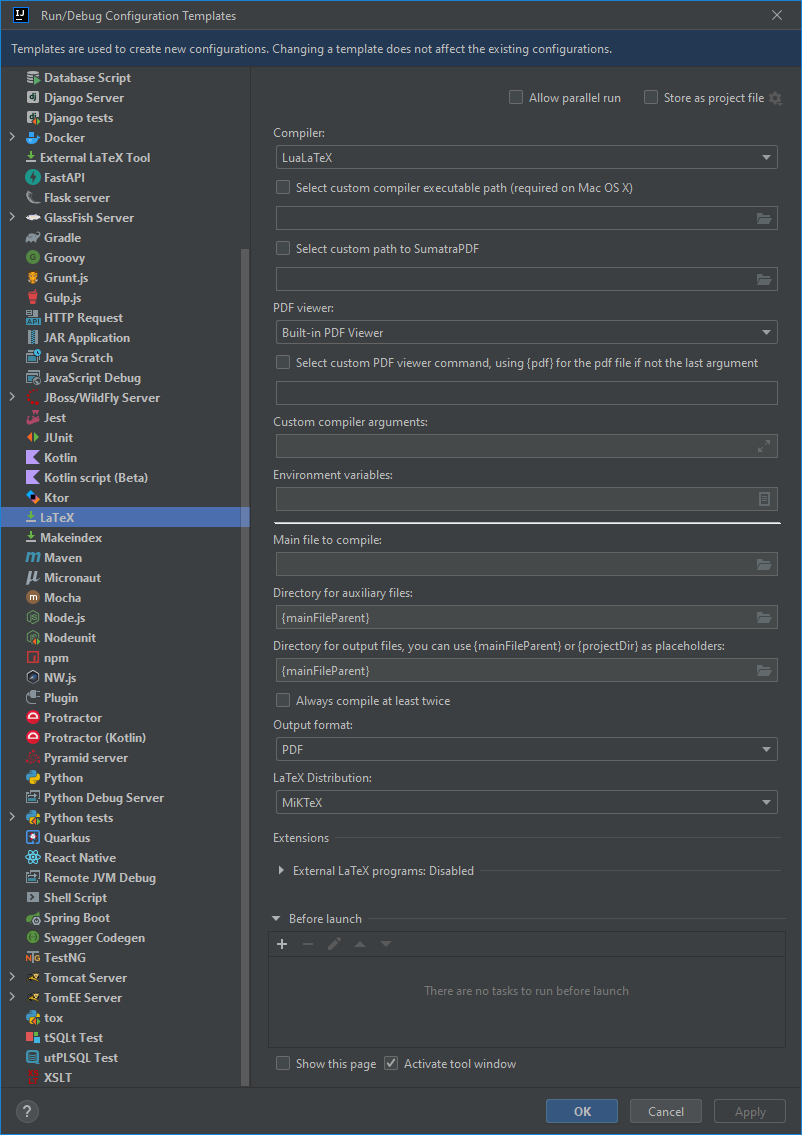 Run/Debug Configuration Templates
Templates are used to create new configurations. Changing a template does not affect the existing configurations.
Database Script
Django Server
Django tests
Docker
External LaTeX Tool
FastAPI
Flask server
GlassFish Server
Gradle
Groovy
Grunt.js
Gulp.js
HTTP Request
JAR Application
Java Scratch
JavaScript Debug
JBoss/WildFly Server
Jest
JUnit
Kotlin
Kotlin script (Beta)
Ktor
LaTeX
Makeindex
Maven
Micronaut
Mocha
Node.js
Nodeunit
npm
NW.js
Plugin
Protractor
Protractor (Kotlin)
Pyramid server
Python
Python Debug Server
Python tests
Quarkus
React Native
Remote JVM Debug
Shell Script
Spring Boot
Swagger Codegen
TestNG
Tomcat Server
TomEE Server
tox
tSQLt Test
utPLSQL Test
XSLT
Allow parallel run
Store as project file
Compiler:
LuaLaTeX
Select custom compiler executable path (required on Mac OS X)
Select custom path to SumatraPDF
PDF viewer:
Built-in PDF Viewer
Select custom PDF viewer command, using {pdf} for the pdf file if not the last argument
Custom compiler arguments:
Environment variables:
Main file to compile:
Directory for auxiliary files:
{mainFileParent}
Directory for output files, you can use {mainFileParent} or {projectDir} as placeholders:
{mainFileParent}
Always compile at least twice
Output format:
PDF
LaTeX Distribution:
MiKTeX
Extensions
External LaTeX programs: Disabled
Before launch
There are no tasks to run before launch
Show this page
Activate tool window
?
OK
Cancel
Apply